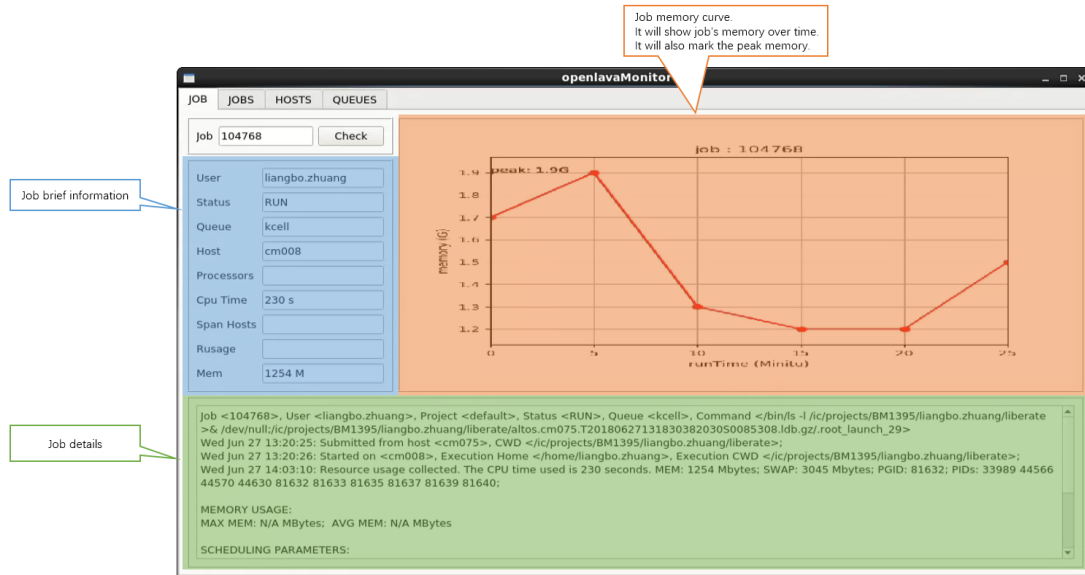 Job memory curve.
It will show job's memory over time.
It will also mark the peak memory.
openlavaMonitor
JOB JOBS HOSTS QUEUES
Job 104768 Check
job : 104768
Job brief information
User liangbo.zhuang
Status RUN
Queue kcell
Host cm008
Processors
Cpu Time 230 s
Span Hosts
Rusage
Mem 1254 M
peak: 1.9G
memory (G)
1.9
1.8
1.7
1.6
1.5
1.4
1.3
1.2
0 5 10 15 20 25
runTime (Minitu)
Job details
Job <104768>, User <liangbo.zhuang>, Project <default>, Status <RUN>, Queue <kcell>, Command </bin/ls -l /ic/projects/BM1395/liangbo.zhuang/liberate
>& /dev/null;/ic/projects/BM1395/liangbo.zhuang/liberate/altos.cm075.T20180627131830382030S0085308.ldb.gz/.root_launch_29>
Wed Jun 27 13:20:25: Submitted from host <cm075>, CWD </ic/projects/BM1395/liangbo.zhuang/liberate>;
Wed Jun 27 13:20:26: Started on <cm008>, Execution Home </home/liangbo.zhuang>, Execution CWD </ic/projects/BM1395/liangbo.zhuang/liberate>;
Wed Jun 27 14:03:10: Resource usage collected. The CPU time used is 230 seconds. MEM: 1254 Mbytes; SWAP: 3045 Mbytes; PGID: 81632; PIDs: 33989 44566
44570 44630 81632 81633 81635 81637 81639 81640;
MEMORY USAGE:
MAX MEM: N/A MBytes; AVG MEM: N/A MBytes
SCHEDULING PARAMETERS: